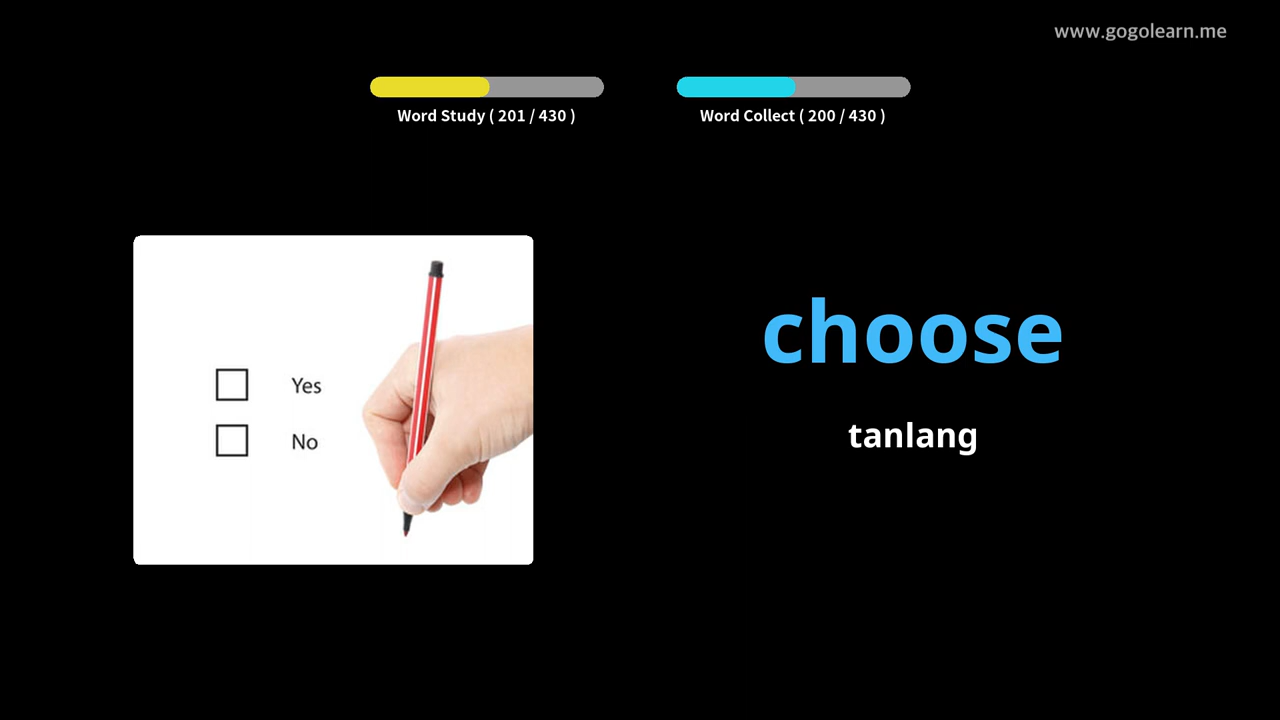 www.gogolearn.me
Word Study ( 201 / 430 )
Word Collect ( 200 / 430 )
Yes
No
choose
tanlang